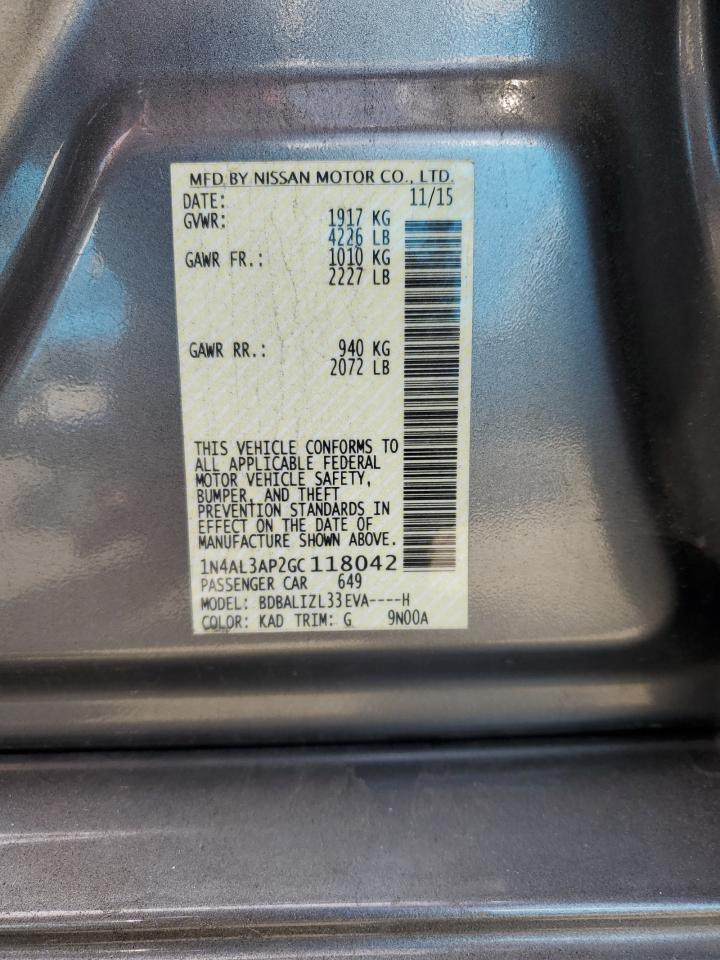 MFD BY NISSAN MOTOR CO., LTD.
DATE: 11/15
GVWR: 1917 KG
4226 LB
GAWR FR.: 1010 KG
2227 LB
GAWR RR.: 940 KG
2072 LB
THIS VEHICLE CONFORMS TO
ALL APPLICABLE FEDERAL
MOTOR VEHICLE SAFETY,
BUMPER, AND THEFT
PREVENTION STANDARDS IN
EFFECT ON THE DATE OF
MANUFACTURE SHOWN ABOVE.
1N4AL3AP2GC118042
PASSENGER CAR 649
MODEL: BDBALIZL33EVA----H
COLOR: KAD TRIM: G 9N00A